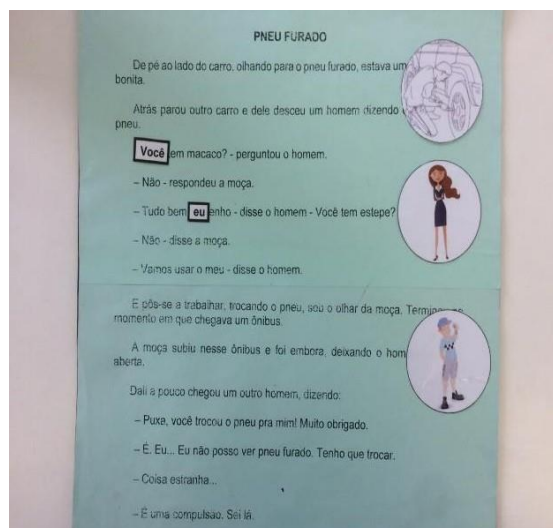 PNEU FURADO
De pé ao lado do carro, olhando para o pneu furado, estava um
bonita.
Atrás parou outro carro e dele desceu um homem dizendo
pneu.
Você em macaco? - perguntou o homem.
– Não - respondeu a moça.
– Tudo bem eu enho - disse o homem - Você tem estepe?
– Não - disse a moça.
– Vamos usar o meu - disse o homem.
E pôs-se a trabalhar, trocando o pneu, sou o olhar da moça.
momento em que chegava um ônibus.
A moça subiu nesse ônibus e foi embora, deixando o hom
aberta.
Dali a pouco chegou um outro homem, dizendo:
– Puxa, você trocou o pneu pra mim! Muito obrigado.
– É. Eu... Eu não posso ver pneu furado. Tenho que trocar.
– Coisa estranha...
– É uma compulsão. Sei lá.